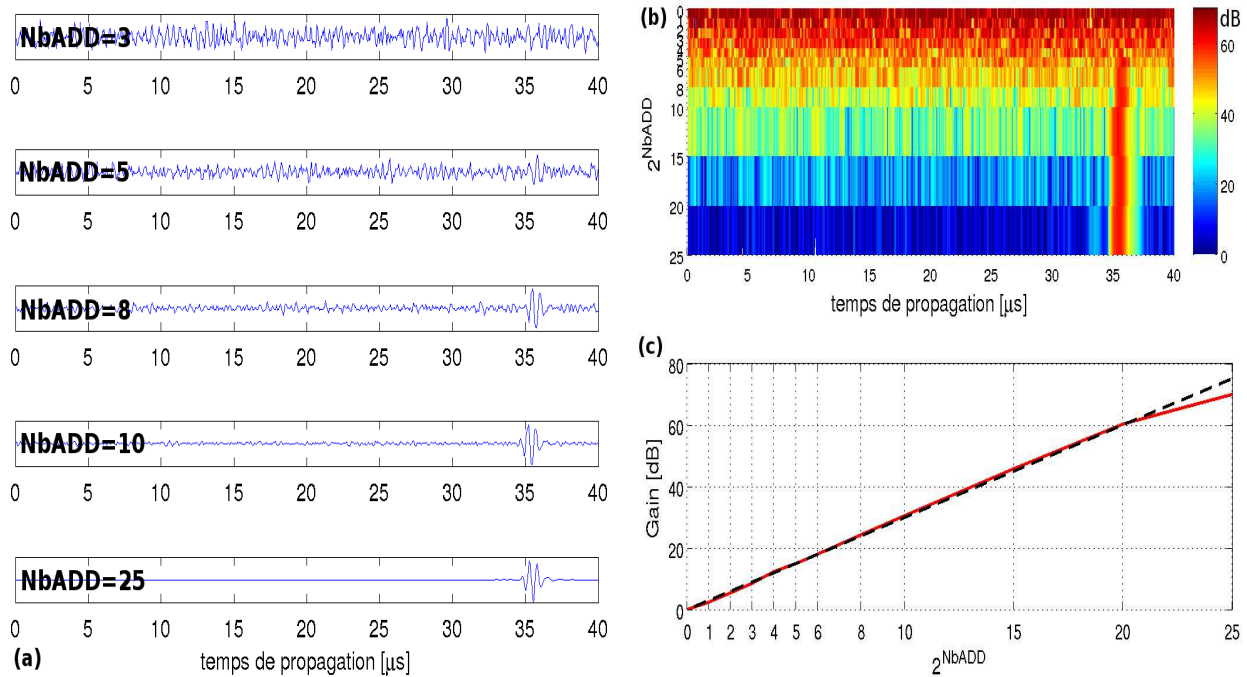 NbADD=3
0 5 10 15 20 25 30 35 40
NbADD=5
0 5 10 15 20 25 30 35 40
NbADD=8
0 5 10 15 20 25 30 35 40
NbADD=10
0 5 10 15 20 25 30 35 40
NbADD=25
0 5 10 15 20 25 30 35 40
(a)
temps de propagation [µs]
(b)
2^NbADD
0
1
2
3
4
5
6
8
10
15
20
25
0 5 10 15 20 25 30 35 40
temps de propagation [µs]
dB
60
40
20
0
(c)
Gain [dB]
80
60
40
20
0
0 1 2 3 4 5 6 8 10 15 20 25
2^NbADD